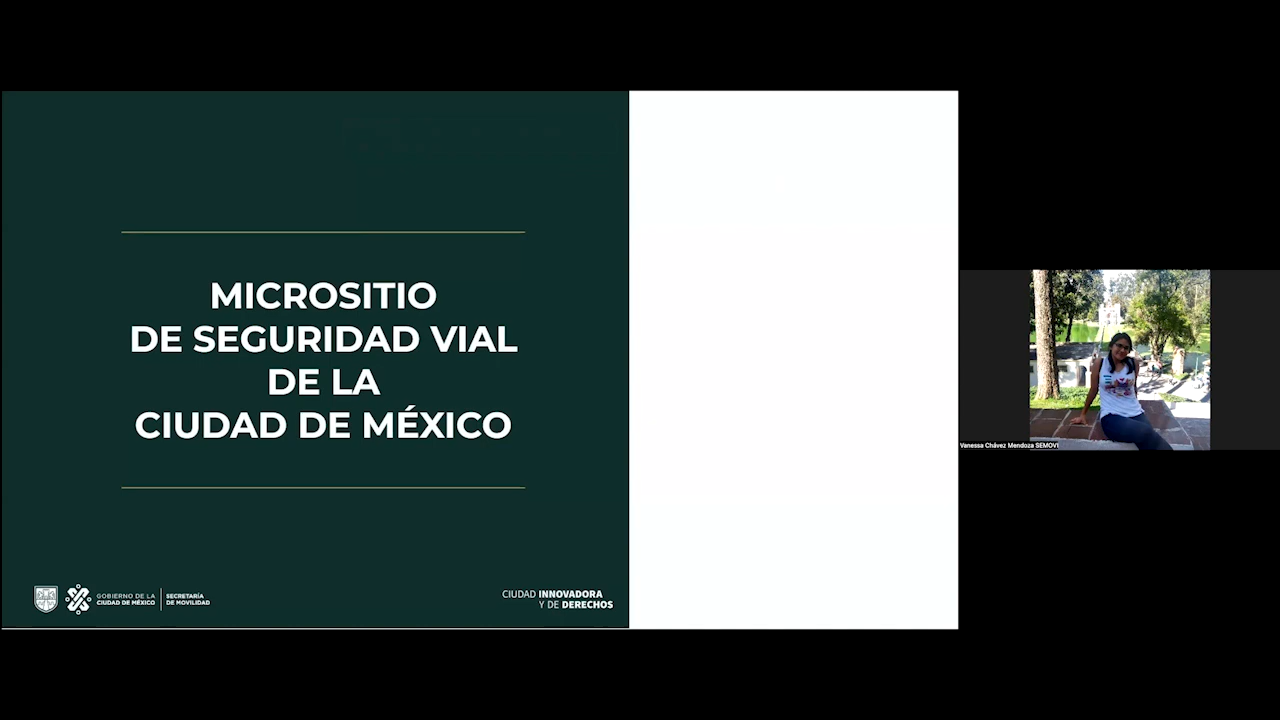 MICROSITIO
DE SEGURIDAD VIAL
DE LA
CIUDAD DE MÉXICO
GOBIERNO DE LA
CIUDAD DE MÉXICO
SECRETARÍA
DE MOVILIDAD
CIUDAD INNOVADORA
Y DE DERECHOS
Vanessa Chávez Mendoza SEMOVI